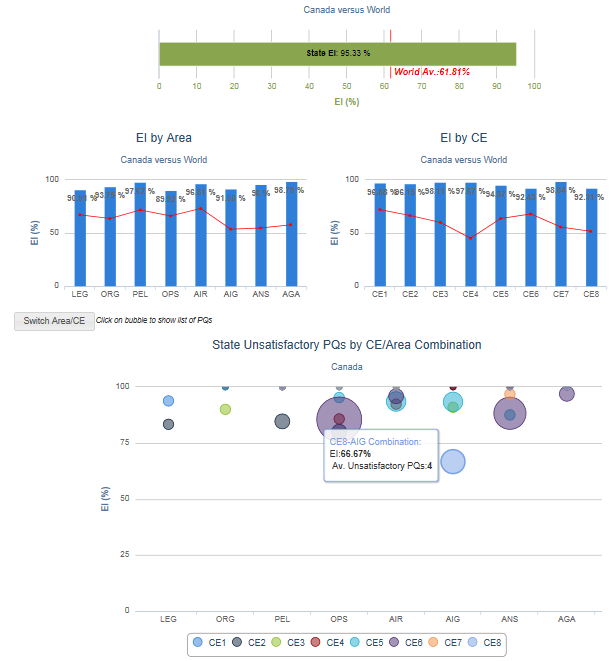 Canada versus World
State EI: 95.33 %
World Av.:61.81%
0 10 20 30 40 50 60 70 80 90 100
EI (%)
EI by Area
EI by CE
Canada versus World
Canada versus World
100
50
0
EI (%)
LEG ORG PEL OPS AIR AIG ANS AGA
100
50
0
EI (%)
CE1 CE2 CE3 CE4 CE5 CE6 CE7 CE8
Switch Area/CE
Click on bubble to show list of PQs
State Unsatisfactory PQs by CE/Area Combination
Canada
100
75
50
25
0
EI (%)
CE8-AIG Combination:
EI:66.67%
Av. Unsatisfactory PQs:4
LEG ORG PEL OPS AIR AIG ANS AGA
CE1 CE2 CE3 CE4 CE5 CE6 CE7 CE8